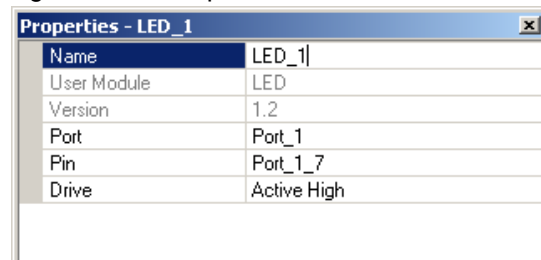 Properties - LED_1
Name LED_1
User Module LED
Version 1.2
Port Port_1
Pin Port_1_7
Drive Active High